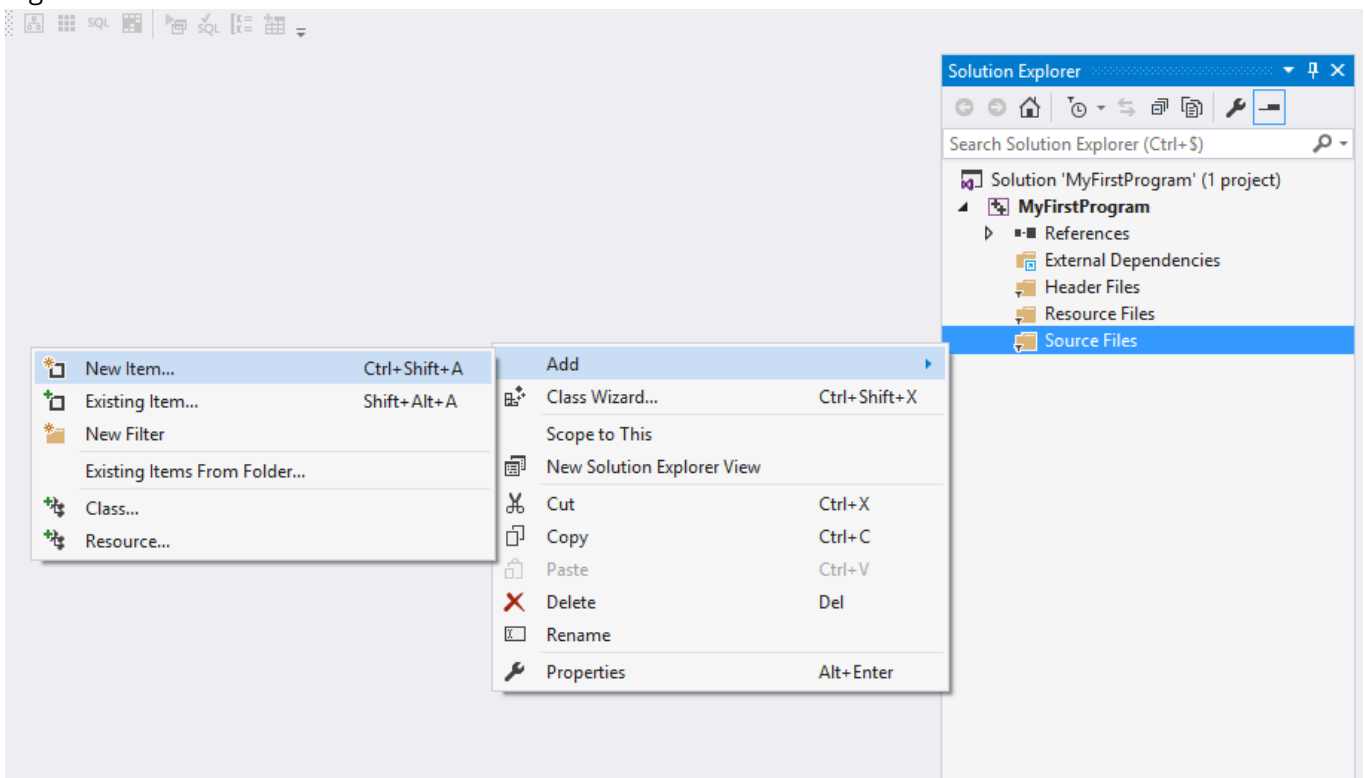 SQL
SQL
Solution Explorer
Search Solution Explorer (Ctrl+$)
Solution 'MyFirstProgram' (1 project)
MyFirstProgram
References
External Dependencies
Header Files
Resource Files
Source Files
New Item... Ctrl+Shift+A
Existing Item... Shift+Alt+A
New Filter
Existing Items From Folder...
Class...
Resource...
Add
Class Wizard... Ctrl+Shift+X
Scope to This
New Solution Explorer View
Cut Ctrl+X
Copy Ctrl+C
Paste Ctrl+V
Delete Del
Rename
Properties Alt+Enter